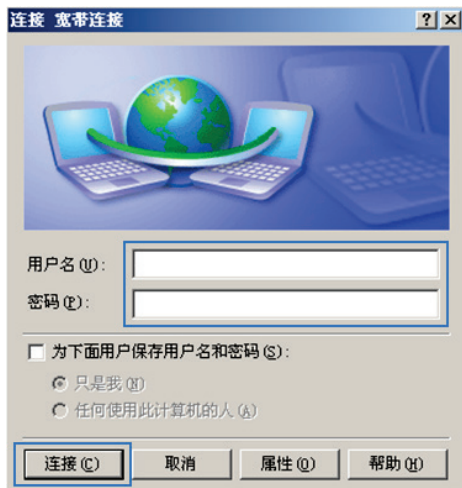 连接 宽带连接
用户名(U):
密码(P):
为下面用户保存用户名和密码(S):
只是我(N)
任何使用此计算机的人(A)
连接(C) 取消 属性(O) 帮助(H)